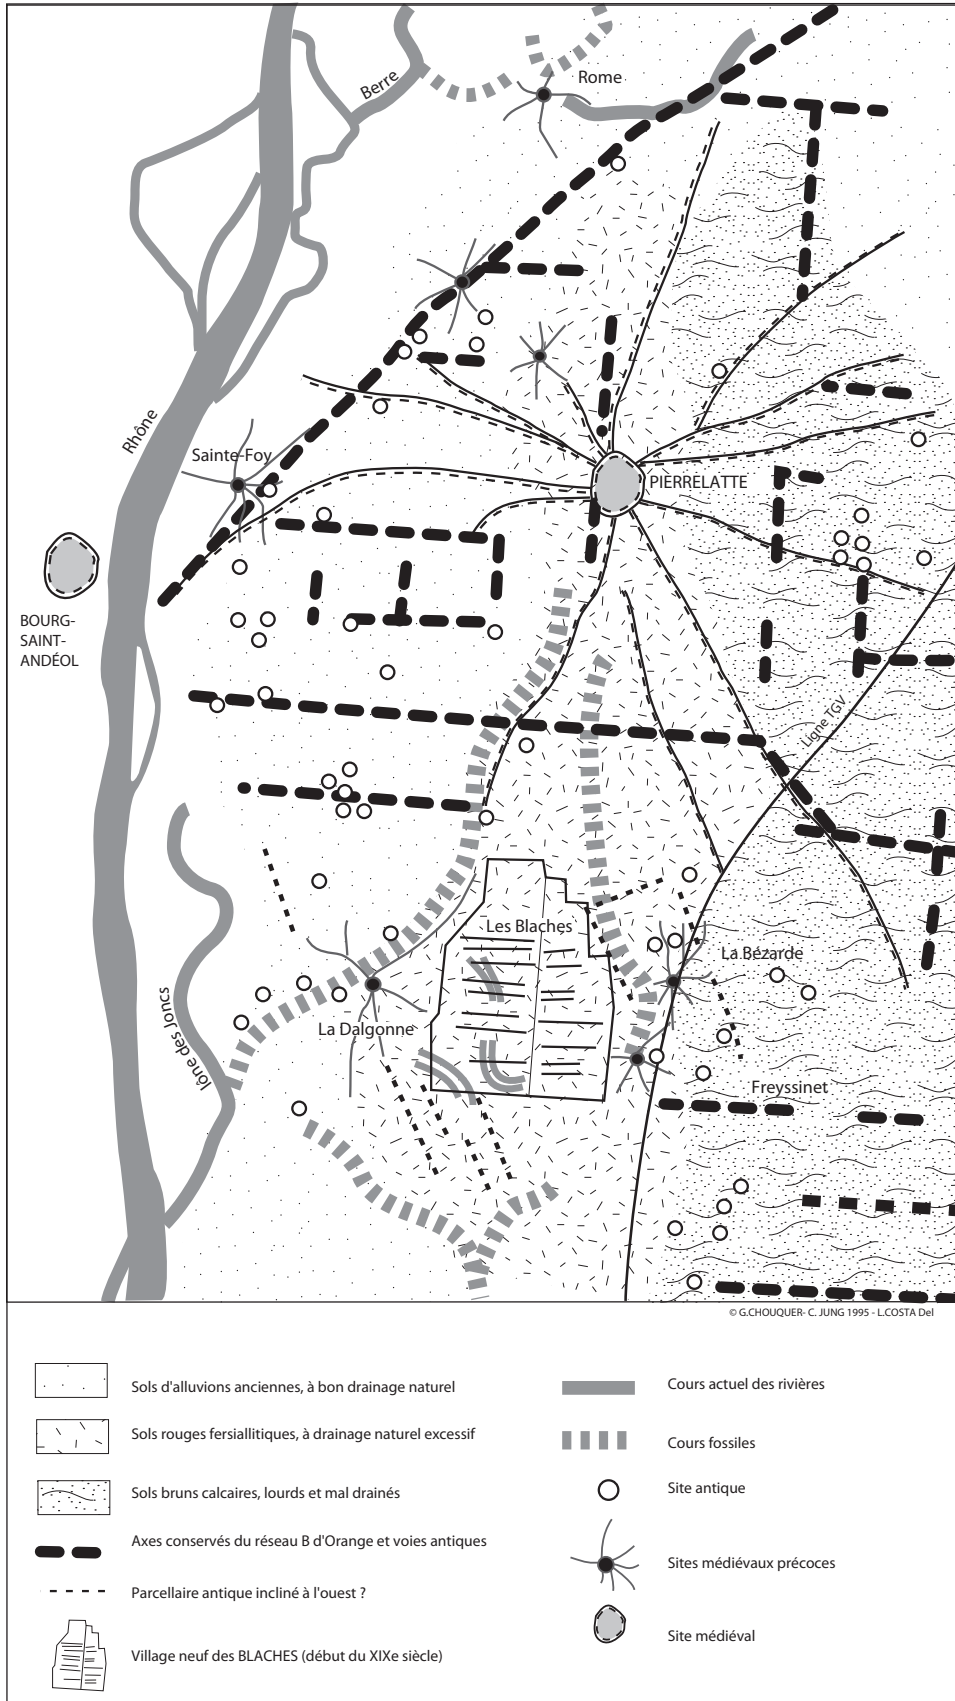 Berre
Rome
Rhône
Sainte-Foy
PIERRELATTE
BOURG-
SAINT-
ANDÉOL
Ligne TGV
Les Blaches
La Bézarde
La Dalgonne
lône des Joncs
Freyssinet
© G.CHOUQUER- C. JUNG 1995 - L.COSTA Del
Sols d'alluvions anciennes, à bon drainage naturel
Sols rouges fersiallitiques, à drainage naturel excessif
Sols bruns calcaires, lourds et mal drainés
Axes conservés du réseau B d'Orange et voies antiques
Parcellaire antique incliné à l'ouest ?
Village neuf des BLACHES (début du XIXe siècle)
Cours actuel des rivières
Cours fossiles
Site antique
Sites médiévaux précoces
Site médiéval